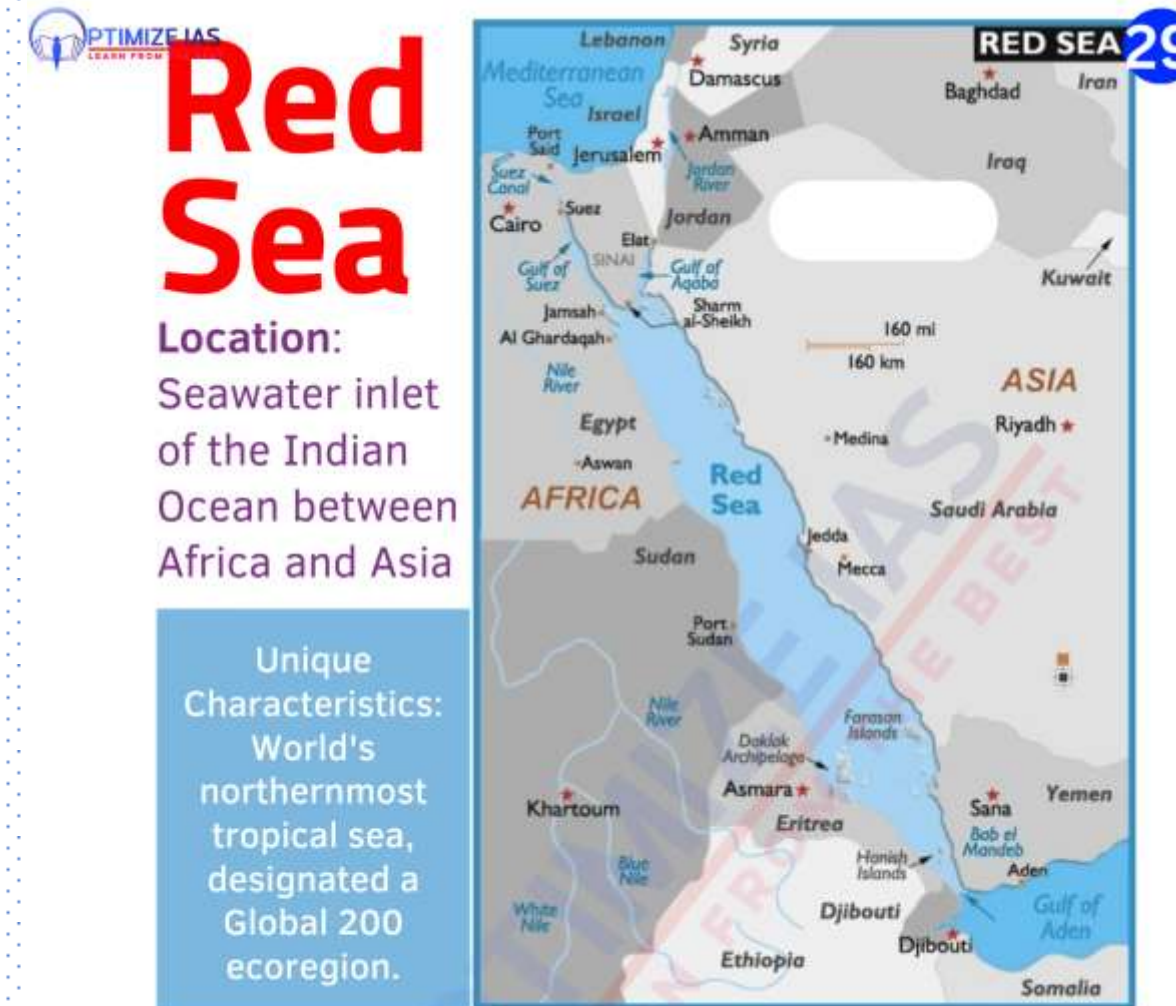 PTIMIZE IAS
LEARN FROM
Red
Sea
Location:
Seawater inlet
of the Indian
Ocean between
Africa and Asia
Unique
Characteristics:
World's
northernmost
tropical sea,
designated a
Global 200
ecoregion.
RED SEA
29
Lebanon
Syria
Mediterranean
Sea
Damascus
Baghdad
Iran
Israel
Port
Said
Jerusalem
Amman
Iraq
Suez
Canal
Jordan
River
Cairo
Suez
Jordan
Elat
SINAI
Gulf of
Suez
Gulf of
Aqaba
Kuwait
Jamsah
Sharm
al-Sheikh
Al Ghardaqah
160 mi
160 km
Nile
River
ASIA
Egypt
Medina
Riyadh
Aswan
Red
Sea
AFRICA
Saudi Arabia
Sudan
Jedda
Mecca
Port
Sudan
Nile
River
Farasan
Islands
Daklak
Archipelago
Asmara
Khartoum
Sana
Yemen
Eritrea
Bab el
Mandeb
Hanish
Islands
Aden
Blue
Nile
White
Nile
Djibouti
Gulf of
Aden
Djibouti
Ethiopia
Somalia